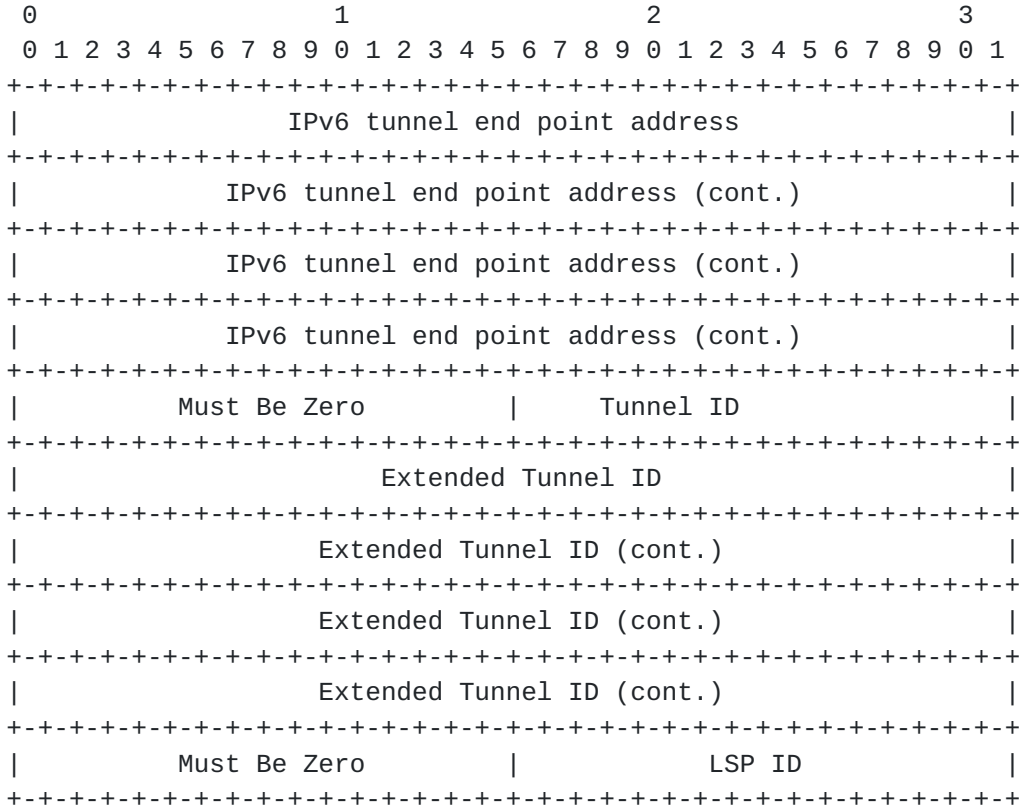 0                   1                   2                   3
 0 1 2 3 4 5 6 7 8 9 0 1 2 3 4 5 6 7 8 9 0 1 2 3 4 5 6 7 8 9 0 1
+-+-+-+-+-+-+-+-+-+-+-+-+-+-+-+-+-+-+-+-+-+-+-+-+-+-+-+-+-+-+-+-+
|                 IPv6 tunnel end point address                 |
+-+-+-+-+-+-+-+-+-+-+-+-+-+-+-+-+-+-+-+-+-+-+-+-+-+-+-+-+-+-+-+-+
|             IPv6 tunnel end point address (cont.)             |
+-+-+-+-+-+-+-+-+-+-+-+-+-+-+-+-+-+-+-+-+-+-+-+-+-+-+-+-+-+-+-+-+
|             IPv6 tunnel end point address (cont.)             |
+-+-+-+-+-+-+-+-+-+-+-+-+-+-+-+-+-+-+-+-+-+-+-+-+-+-+-+-+-+-+-+-+
|             IPv6 tunnel end point address (cont.)             |
+-+-+-+-+-+-+-+-+-+-+-+-+-+-+-+-+-+-+-+-+-+-+-+-+-+-+-+-+-+-+-+-+
|          Must Be Zero         |     Tunnel ID                 |
+-+-+-+-+-+-+-+-+-+-+-+-+-+-+-+-+-+-+-+-+-+-+-+-+-+-+-+-+-+-+-+-+
|                       Extended Tunnel ID                      |
+-+-+-+-+-+-+-+-+-+-+-+-+-+-+-+-+-+-+-+-+-+-+-+-+-+-+-+-+-+-+-+-+
|                   Extended Tunnel ID (cont.)                  |
+-+-+-+-+-+-+-+-+-+-+-+-+-+-+-+-+-+-+-+-+-+-+-+-+-+-+-+-+-+-+-+-+
|                   Extended Tunnel ID (cont.)                  |
+-+-+-+-+-+-+-+-+-+-+-+-+-+-+-+-+-+-+-+-+-+-+-+-+-+-+-+-+-+-+-+-+
|                   Extended Tunnel ID (cont.)                  |
+-+-+-+-+-+-+-+-+-+-+-+-+-+-+-+-+-+-+-+-+-+-+-+-+-+-+-+-+-+-+-+-+
|          Must Be Zero         |            LSP ID             |
+-+-+-+-+-+-+-+-+-+-+-+-+-+-+-+-+-+-+-+-+-+-+-+-+-+-+-+-+-+-+-+-+